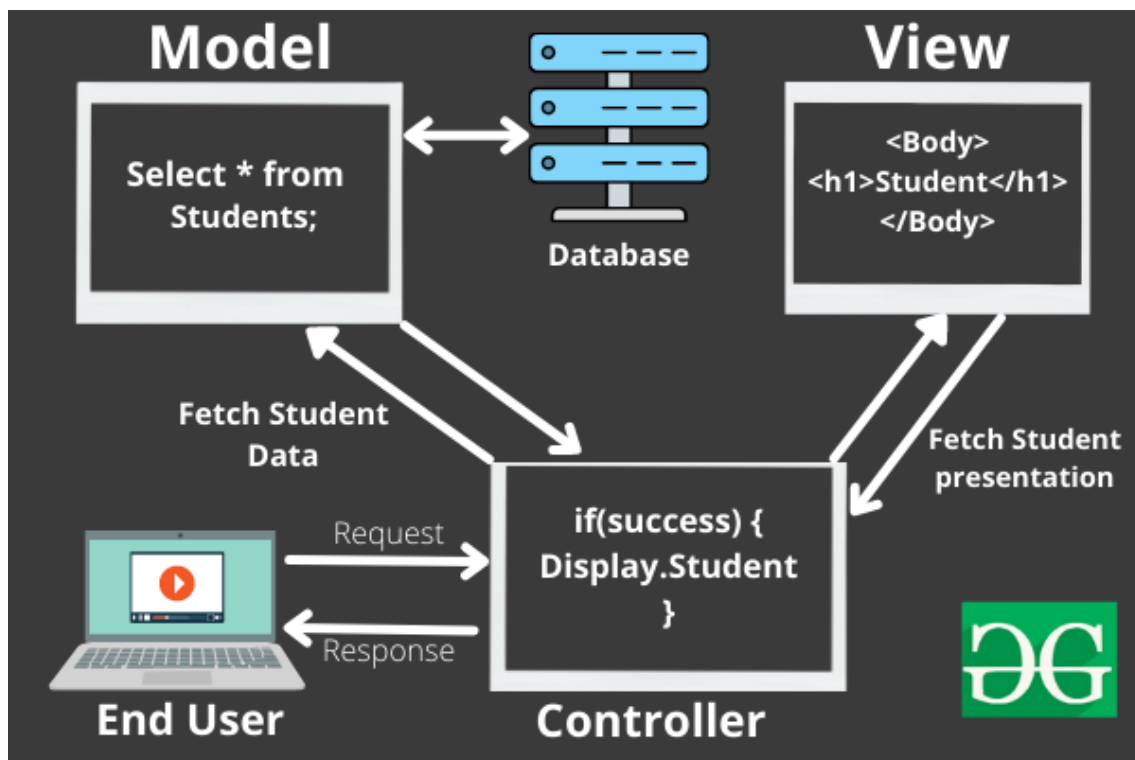 Model
View
Select * from
Students;
Database
<Body>
<h1>Student</h1>
</Body>
Fetch Student
Data
Fetch Student
presentation
Request
Response
if(success) {
Display.Student
}
End User
Controller